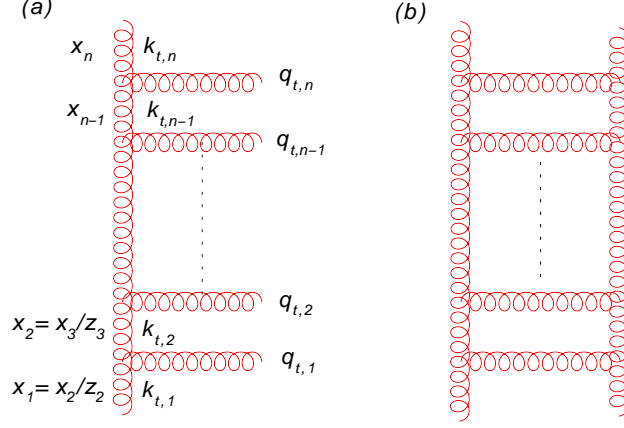 (a)
(b)
x_n
k_{t,n}
q_{t,n}
x_{n−1}
k_{t,n−1}
q_{t,n−1}
q_{t,2}
x_2= x_3/z_3
k_{t,2}
q_{t,1}
x_1= x_2/z_2
k_{t,1}